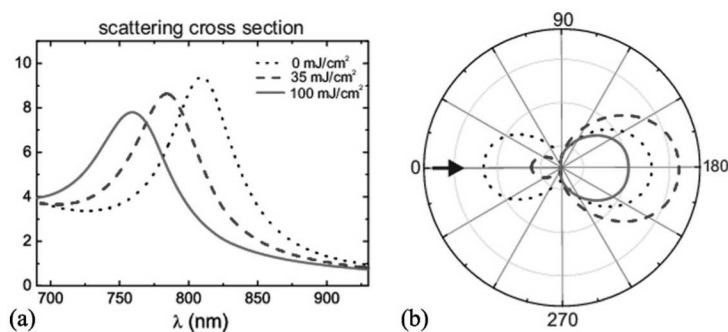 scattering cross section
0 mJ/cm²
35 mJ/cm²
100 mJ/cm²
10
8
6
4
2
0
700 750 800 850 900
λ (nm)
(a)
90
0
180
270
(b)